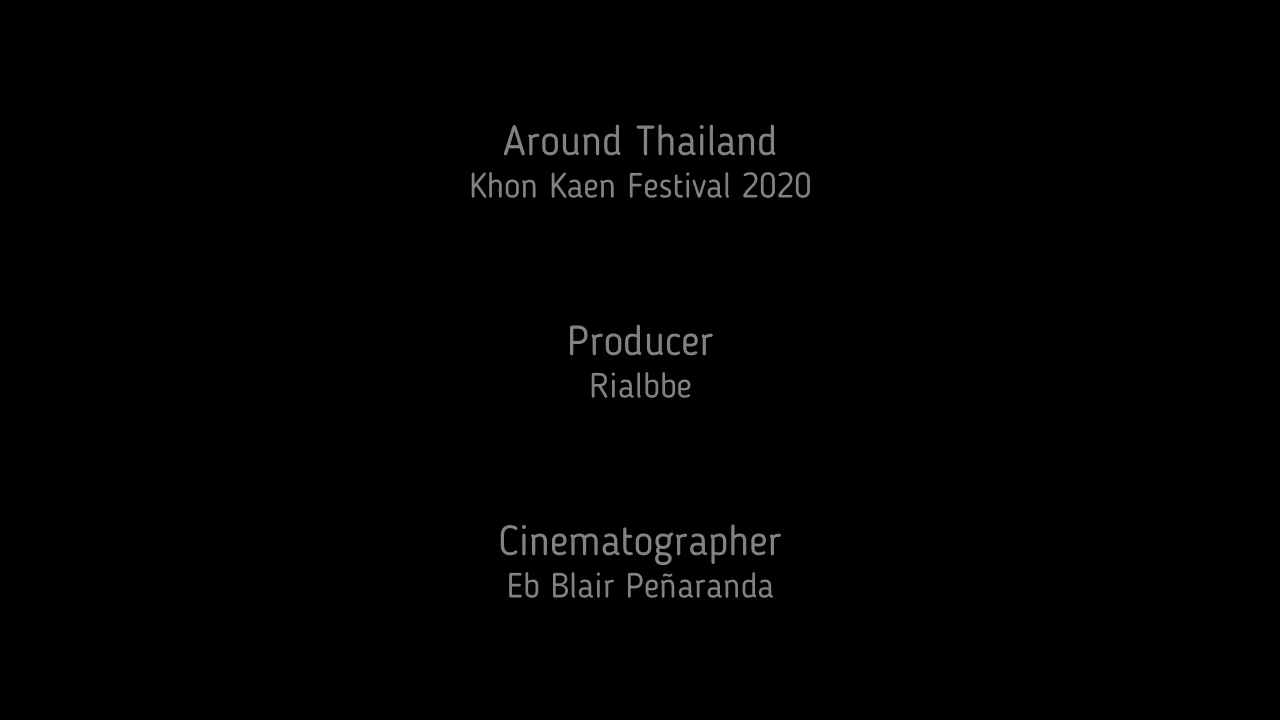 Around Thailand
Khon Kaen Festival 2020
Producer
Rialbbe
Cinematographer
Eb Blair Peñaranda